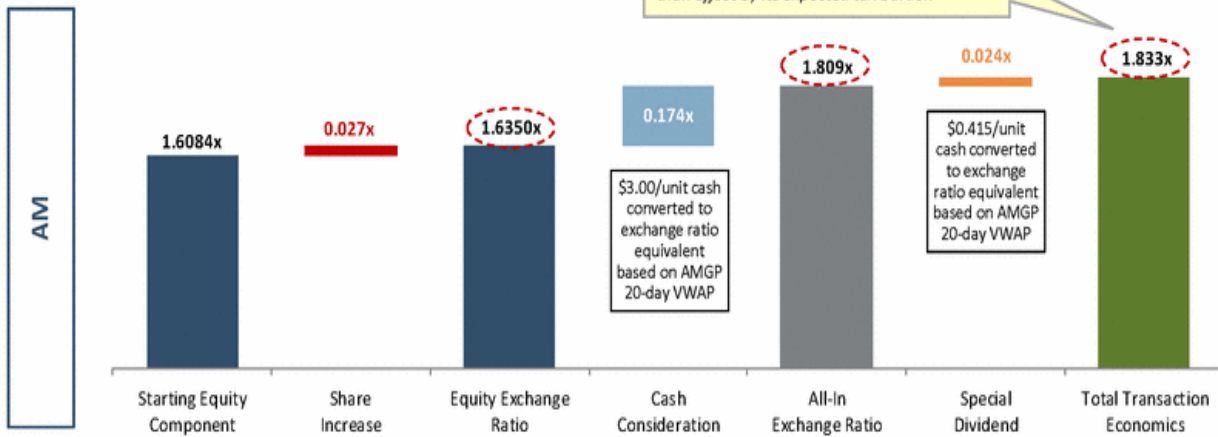 AM
1.6084x
0.027x
1.6350x
0.174x
$3.00/unit cash
converted to
exchange ratio
equivalent
based on AMGP
20-day VWAP
1.809x
0.024x
$0.415/unit
cash converted
to exchange
ratio equivalent
based on AMGP
20-day VWAP
1.833x
Starting Equity
Component
Share
Increase
Equity Exchange
Ratio
Cash
Consideration
All-In
Exchange Ratio
Special
Dividend
Total Transaction
Economics